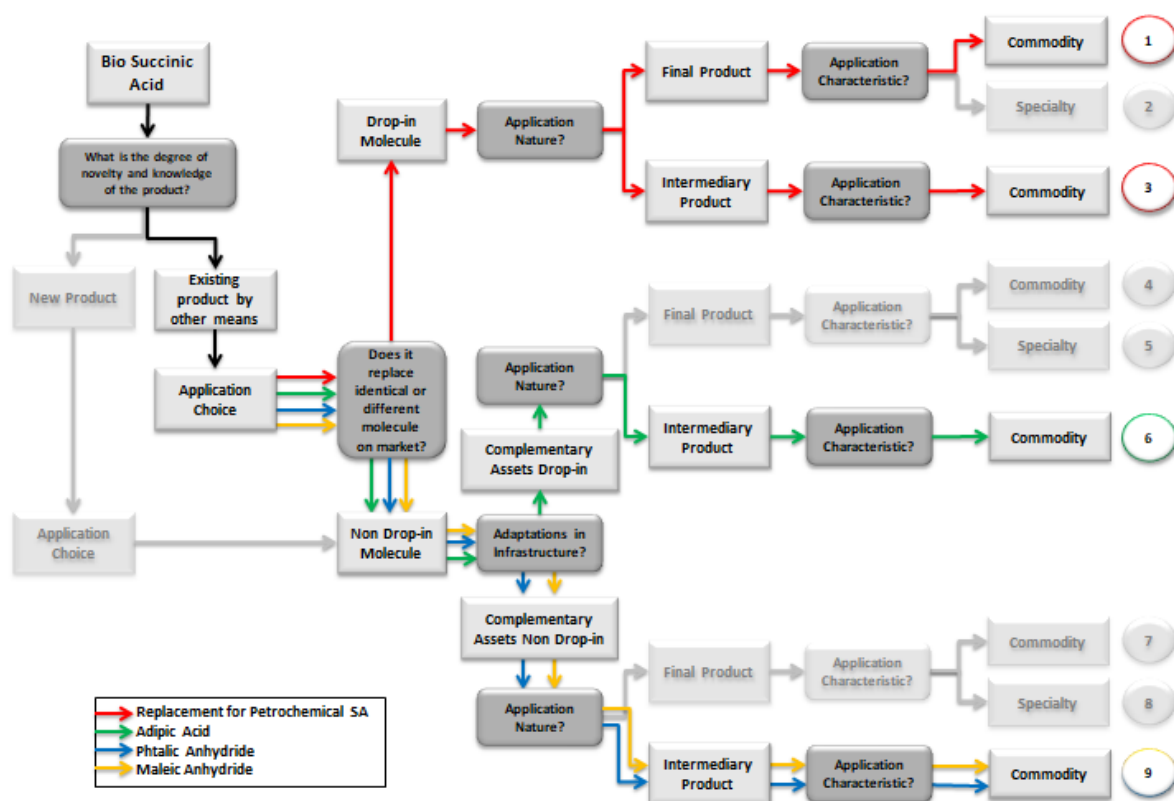 Bio Succinic
Acid
What is the degree of
novelty and knowledge
of the product?
New Product
Existing
product by
other means
Application
Choice
Application
Choice
Does it
replace
identical or
different
molecule
on market?
Drop-in
Molecule
Non Drop-in
Molecule
Application
Nature?
Final Product
Application
Characteristic?
Commodity
1
Specialty
2
Intermediary
Product
Application
Characteristic?
Commodity
3
Adaptations in
Infrastructure?
Complementary
Assets Drop-in
Application
Nature?
Final Product
Application
Characteristic?
Commodity
4
Specialty
5
Intermediary
Product
Application
Characteristic?
Commodity
6
Complementary
Assets Non Drop-in
Application
Nature?
Final Product
Application
Characteristic?
Commodity
7
Specialty
8
Intermediary
Product
Application
Characteristic?
Commodity
9
Replacement for Petrochemical SA
Adipic Acid
Phtalic Anhydride
Maleic Anhydride